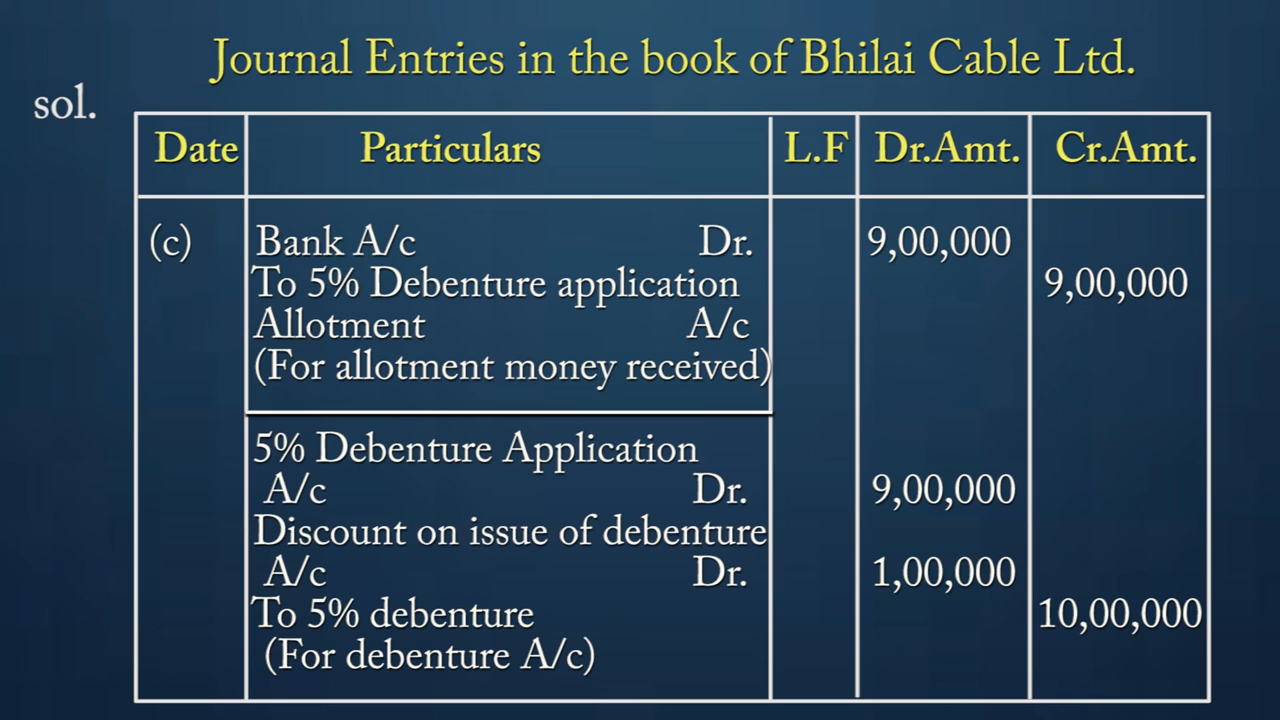 Journal Entries in the book of Bhilai Cable Ltd.
sol.
Date Particulars L.F Dr.Amt. Cr.Amt.
(c) Bank A/c Dr. 9,00,000
To 5% Debenture application 9,00,000
Allotment A/c
(For allotment money received)
5% Debenture Application
A/c Dr. 9,00,000
Discount on issue of debenture
A/c Dr. 1,00,000
To 5% debenture 10,00,000
(For debenture A/c)